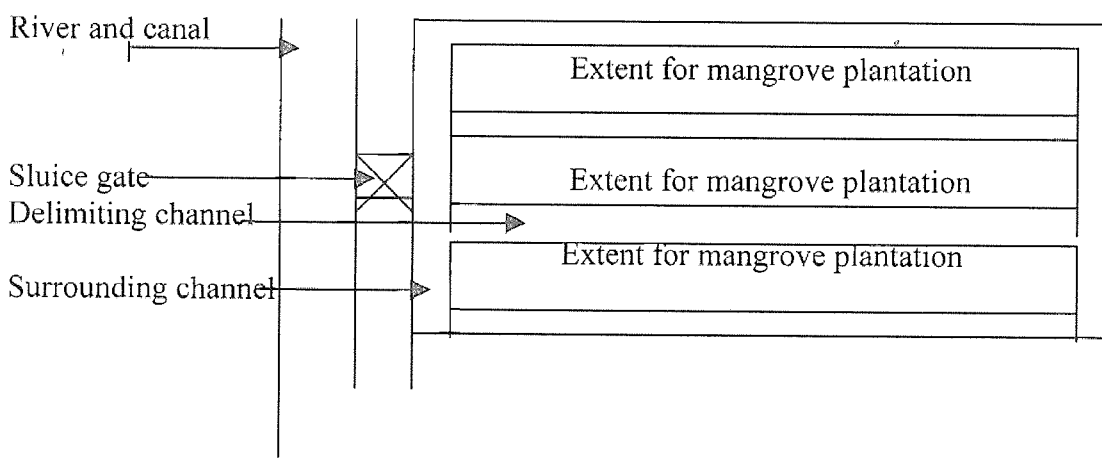 River and canal
Extent for mangrove plantation
Sluice gate
Extent for mangrove plantation
Delimiting channel
Extent for mangrove plantation
Surrounding channel